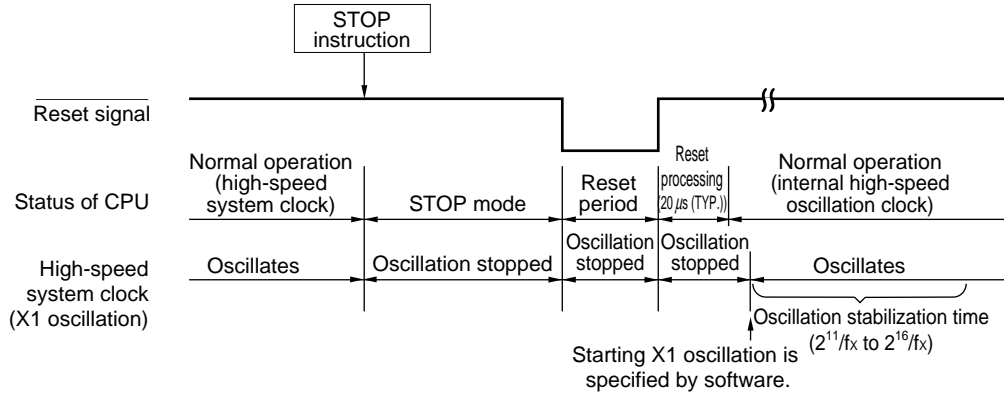 STOP
instruction
Reset signal
Status of CPU
Normal operation
(high-speed
system clock)
STOP mode
Reset
period
Reset
processing
(20 μs (TYP.))
Normal operation
(internal high-speed
oscillation clock)
High-speed
system clock
(X1 oscillation)
Oscillates
Oscillation stopped
Oscillation
stopped
Oscillation
stopped
Oscillates
Oscillation stabilization time
(2¹¹/fx to 2¹⁶/fx)
Starting X1 oscillation is
specified by software.